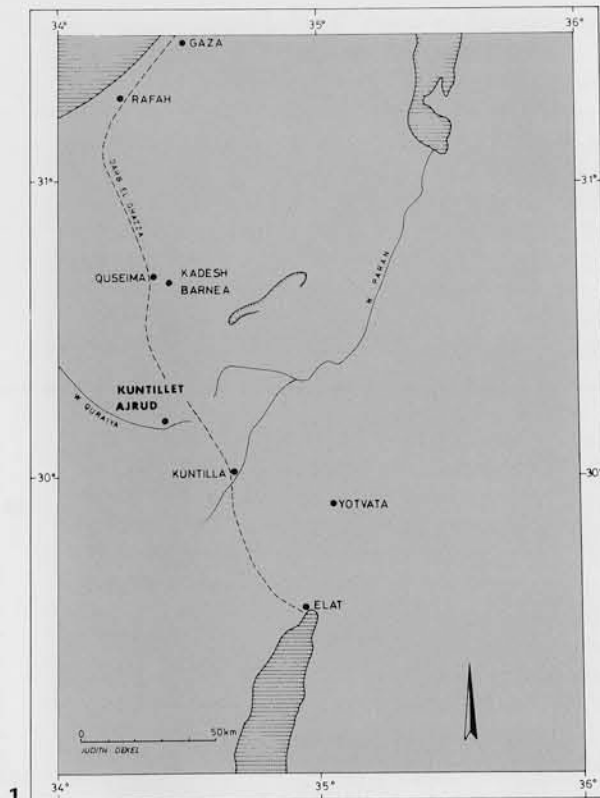 34°
35°
36°
GAZA
RAFAH
DARB EL GHAZZA
31°
31°
N. PARAN
QUSEIMA
KADESH
BARNEA
KUNTILLET
AJRUD
W. QURAIYA
30°
KUNTILLA
30°
YOTVATA
ELAT
0 50km
JUDITH DEKEL
1
34°
35°
36°